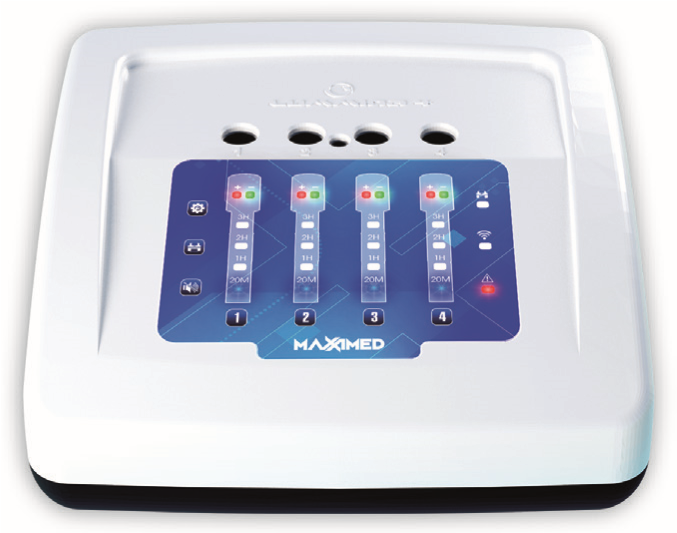 1 2 3 4
+ - + - + - + -
3H 3H 3H 3H
2H 2H 2H 2H
1H 1H 1H 1H
20M 20M 20M 20M
1 2 3 4
MAXXIMED